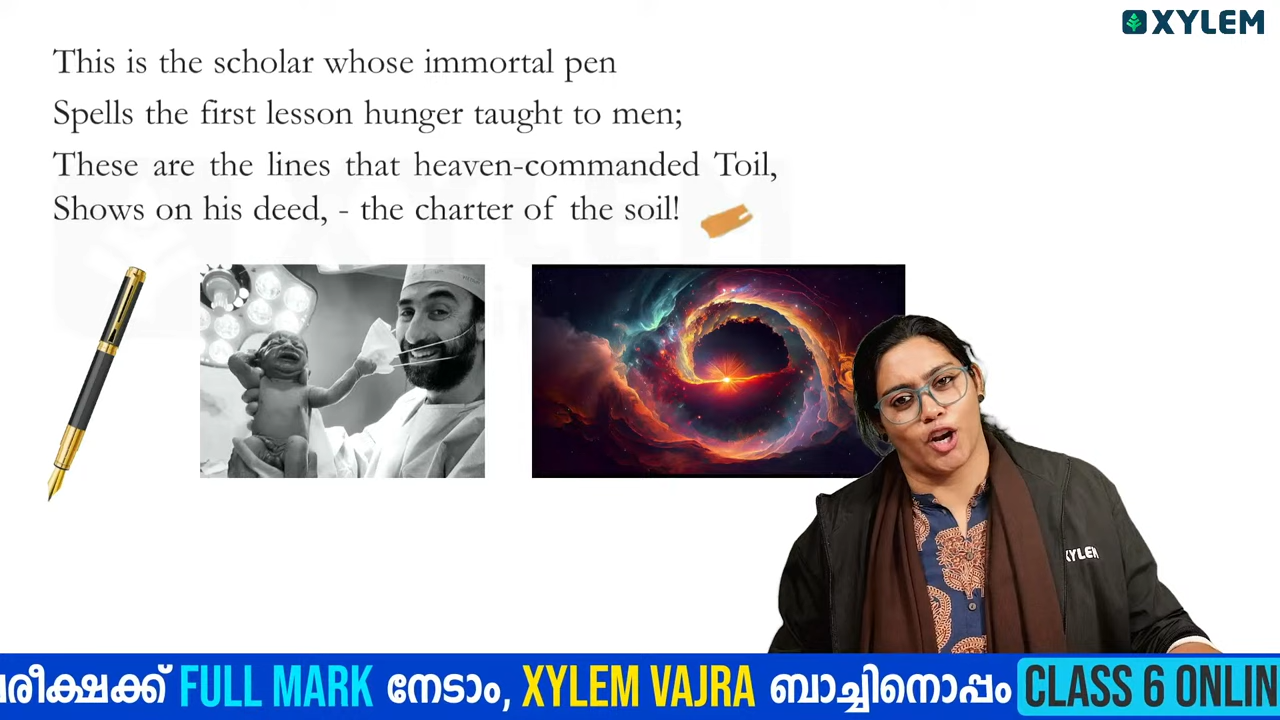 XYLEM
This is the scholar whose immortal pen
Spells the first lesson hunger taught to men;
These are the lines that heaven-commanded Toil,
Shows on his deed, - the charter of the soil!
XYLEM
രീക്ഷക്ക് FULL MARK നേടാം, XYLEM VAJRA ബാച്ചിനൊപ്പം CLASS 6 ONLIN